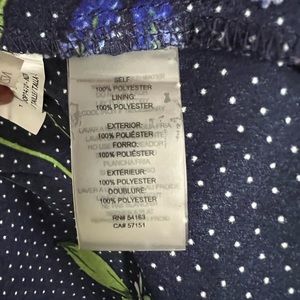 SELF
100% POLYESTER
LINING:
100% POLYESTER
EXTERIOR:
100% POLIÉSTER
FORRO:
100% POLIÉSTER
EXTÉRIEUR:
100% POLYESTER
DOUBLURE:
100% POLYESTER
RN# 54163
CA# 57151